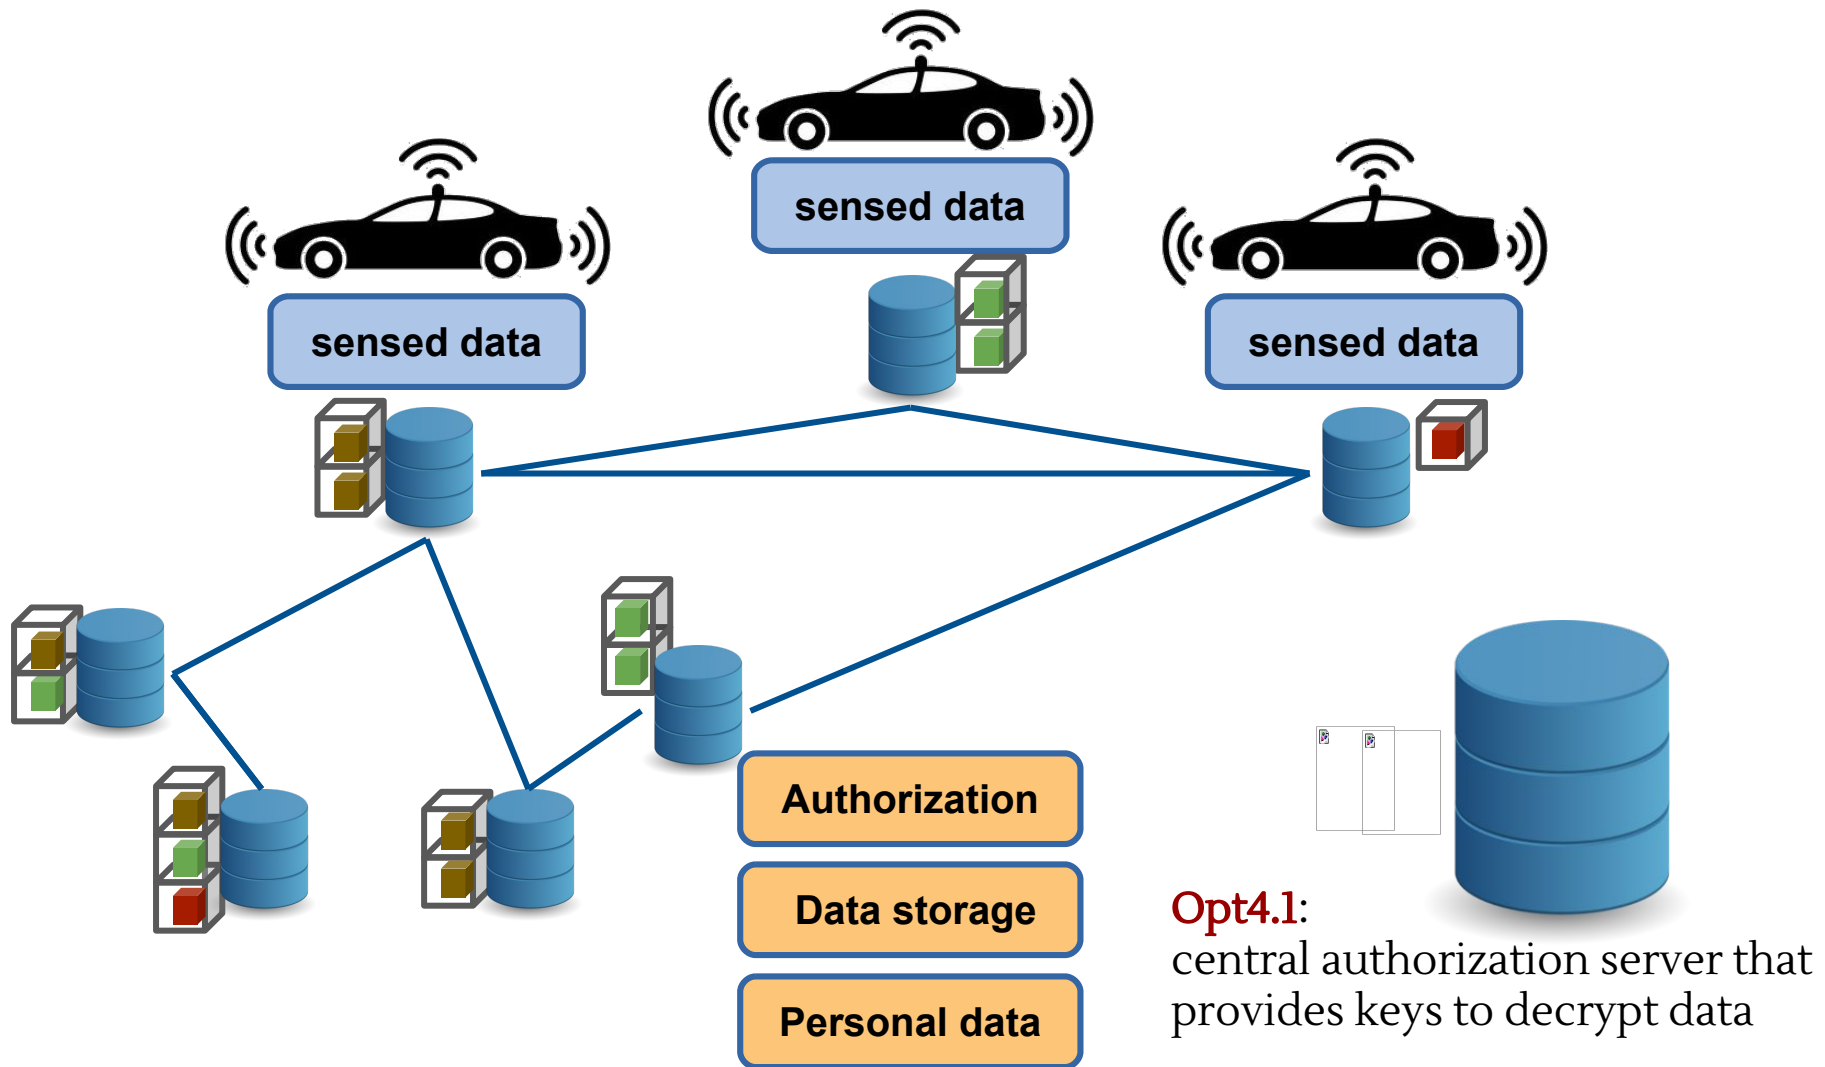 sensed data
sensed data
sensed data
Authorization
Data storage
Personal data
Opt4.1:
central authorization server that
provides keys to decrypt data